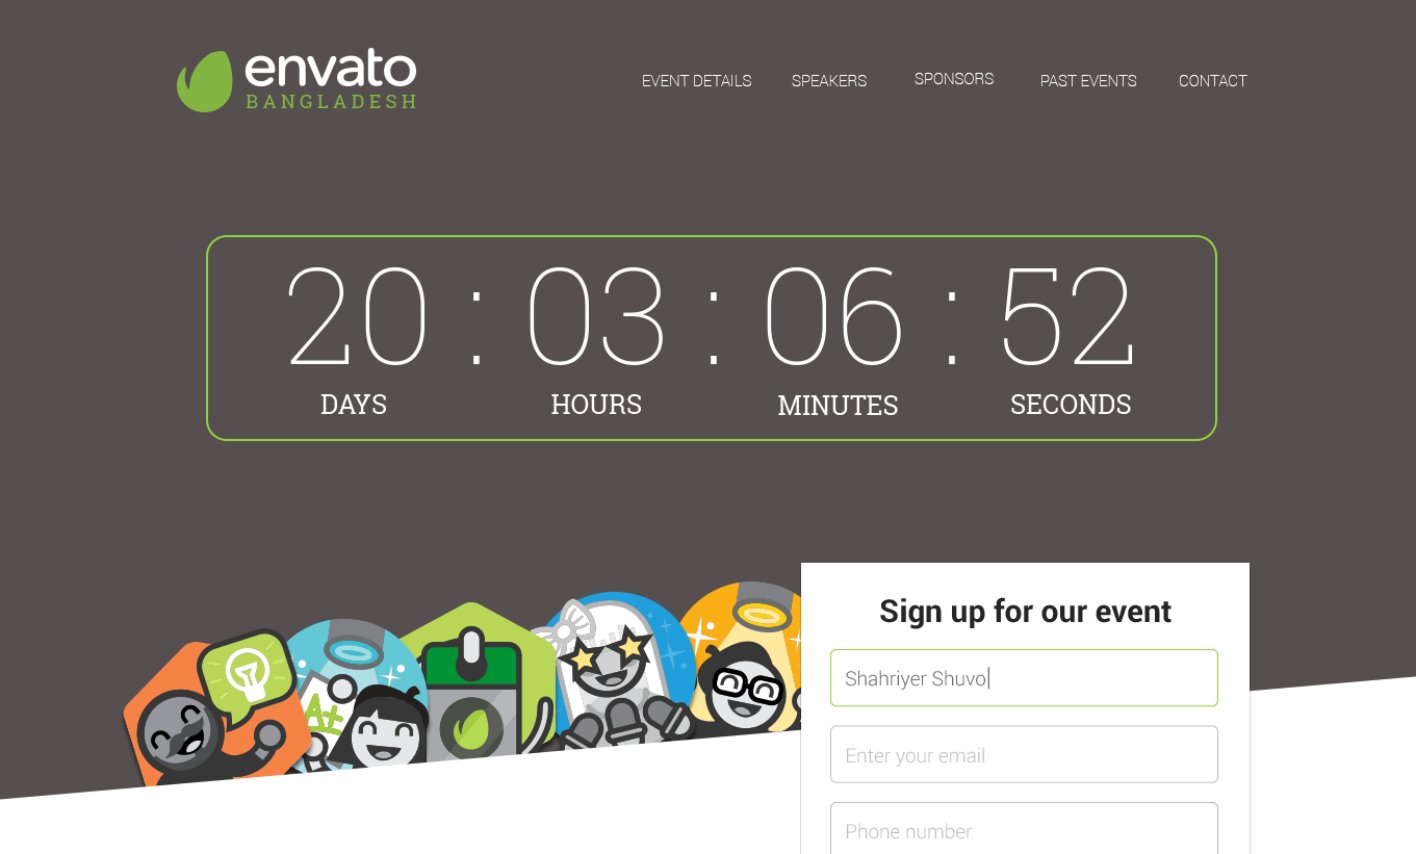 envato
BANGLADESH
EVENT DETAILS SPEAKERS SPONSORS PAST EVENTS CONTACT
20 : 03 : 06 : 52
DAYS HOURS MINUTES SECONDS
A+
Sign up for our event
Shahriyer Shuvo
Enter your email
Phone number